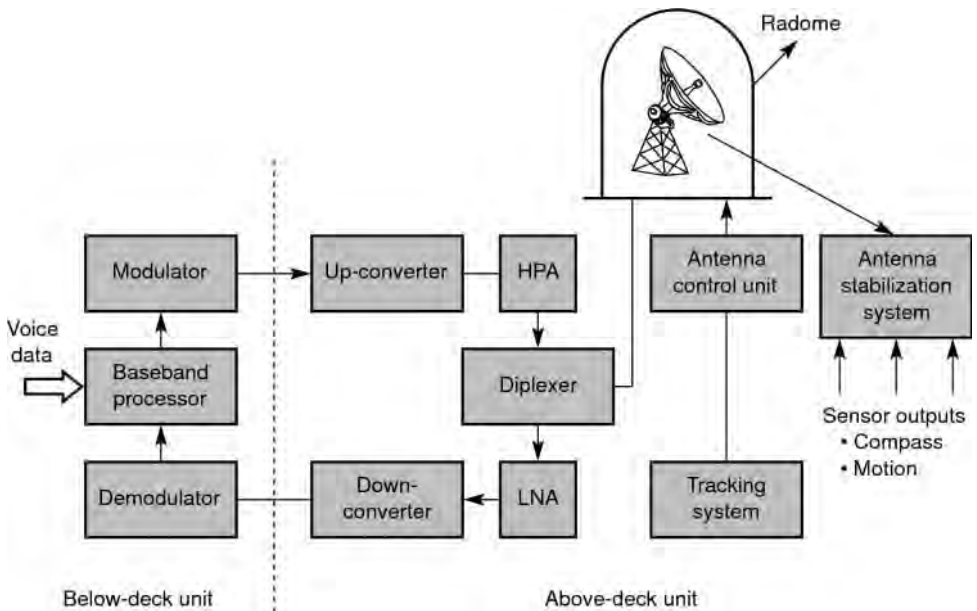 Radome
Modulator
Up-converter
HPA
Antenna
control unit
Antenna
stabilization
system
Voice
data
Baseband
processor
Diplexer
Sensor outputs
• Compass
• Motion
Demodulator
Down-
converter
LNA
Tracking
system
Below-deck unit
Above-deck unit